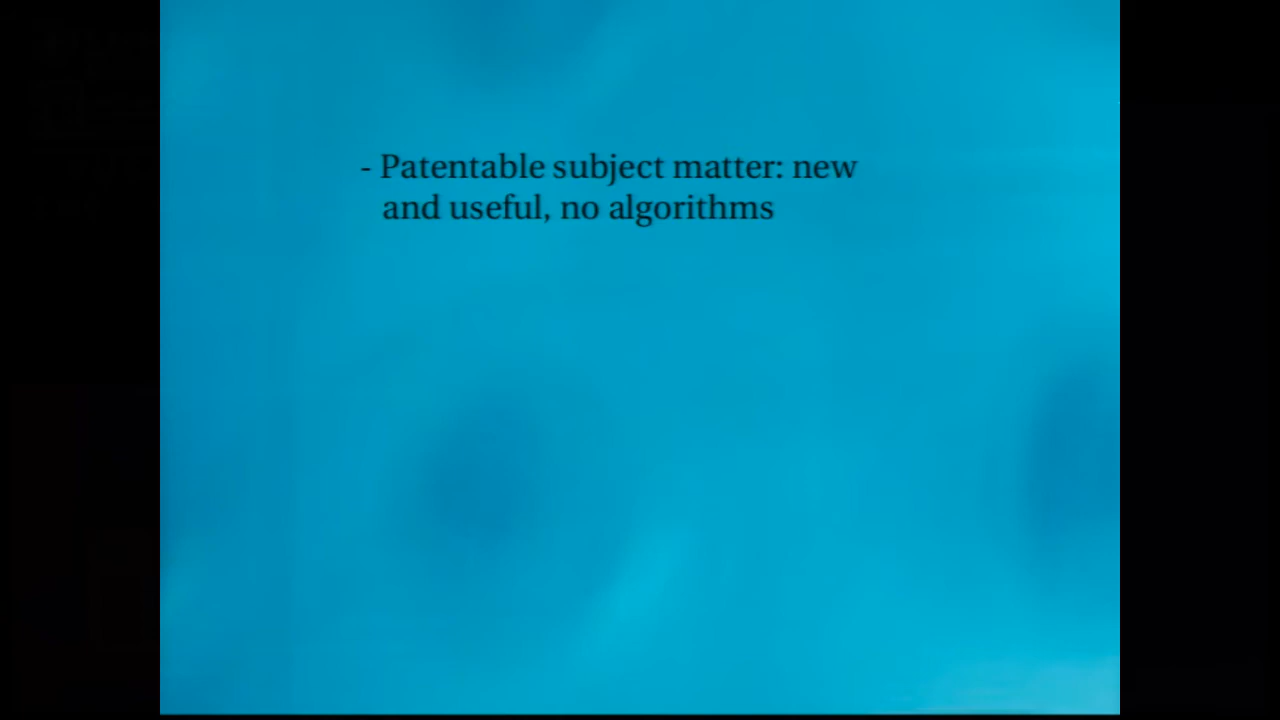 - Patentable subject matter: new
and useful, no algorithms